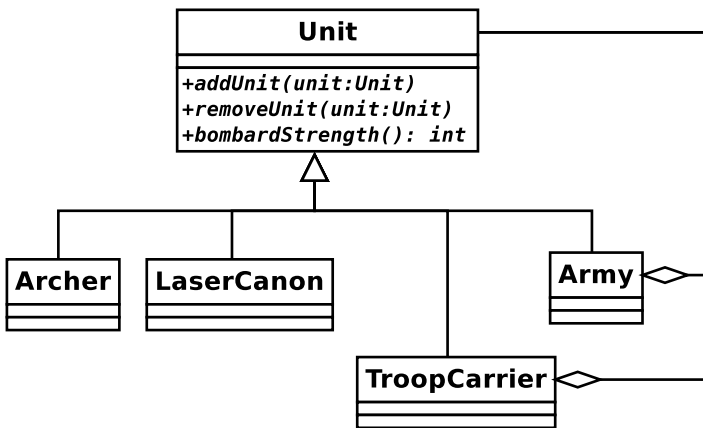 Unit
+addUnit(unit:Unit)
+removeUnit(unit:Unit)
+bombardStrength(): int
Archer
LaserCanon
Army
TroopCarrier